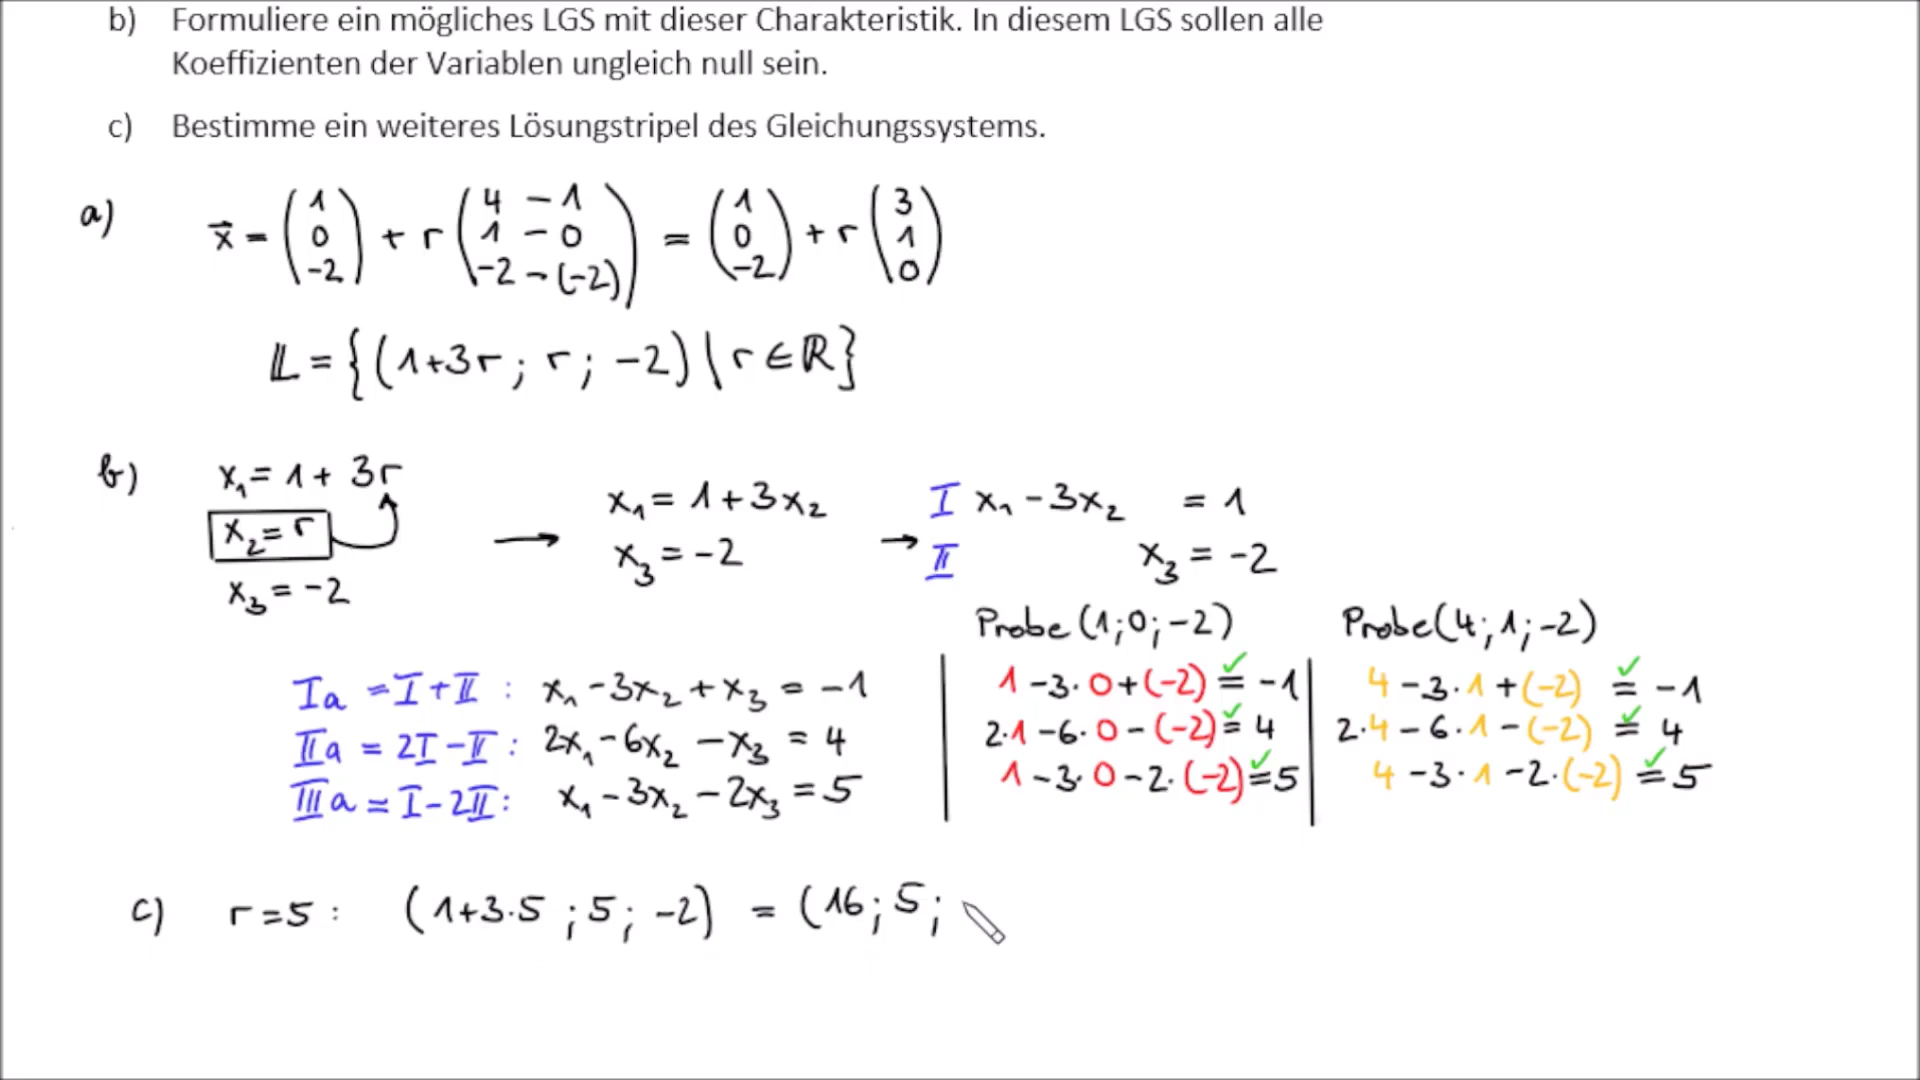 b) Formuliere ein mögliches LGS mit dieser Charakteristik. In diesem LGS sollen alle
Koeffizienten der Variablen ungleich null sein.
c) Bestimme ein weiteres Lösungstripel des Gleichungssystems.
a) x⃗ = (1 0 -2) + r (4 - 1 1 - 0 -2 - (-2)) = (1 0 -2) + r (3 1 0)
𝕃 = {(1+3r; r; -2) | r ∈ ℝ}
b) x₁ = 1 + 3r
x₂ = r
x₃ = -2
→
x₁ = 1 + 3x₂
x₃ = -2
→
I x₁ - 3x₂ = 1
II x₃ = -2
Probe (1; 0; -2)
Probe (4; 1; -2)
Ia = I + II : x₁ - 3x₂ + x₃ = -1
IIa = 2I - II : 2x₁ - 6x₂ - x₃ = 4
IIIa = I - 2II : x₁ - 3x₂ - 2x₃ = 5
1 - 3·0 + (-2) = -1 ✓
2·1 - 6·0 - (-2) = 4 ✓
1 - 3·0 - 2·(-2) = 5 ✓
4 - 3·1 + (-2) = -1 ✓
2·4 - 6·1 - (-2) = 4 ✓
4 - 3·1 - 2·(-2) = 5 ✓
c) r = 5 : (1+3·5 ; 5 ; -2) = (16; 5;